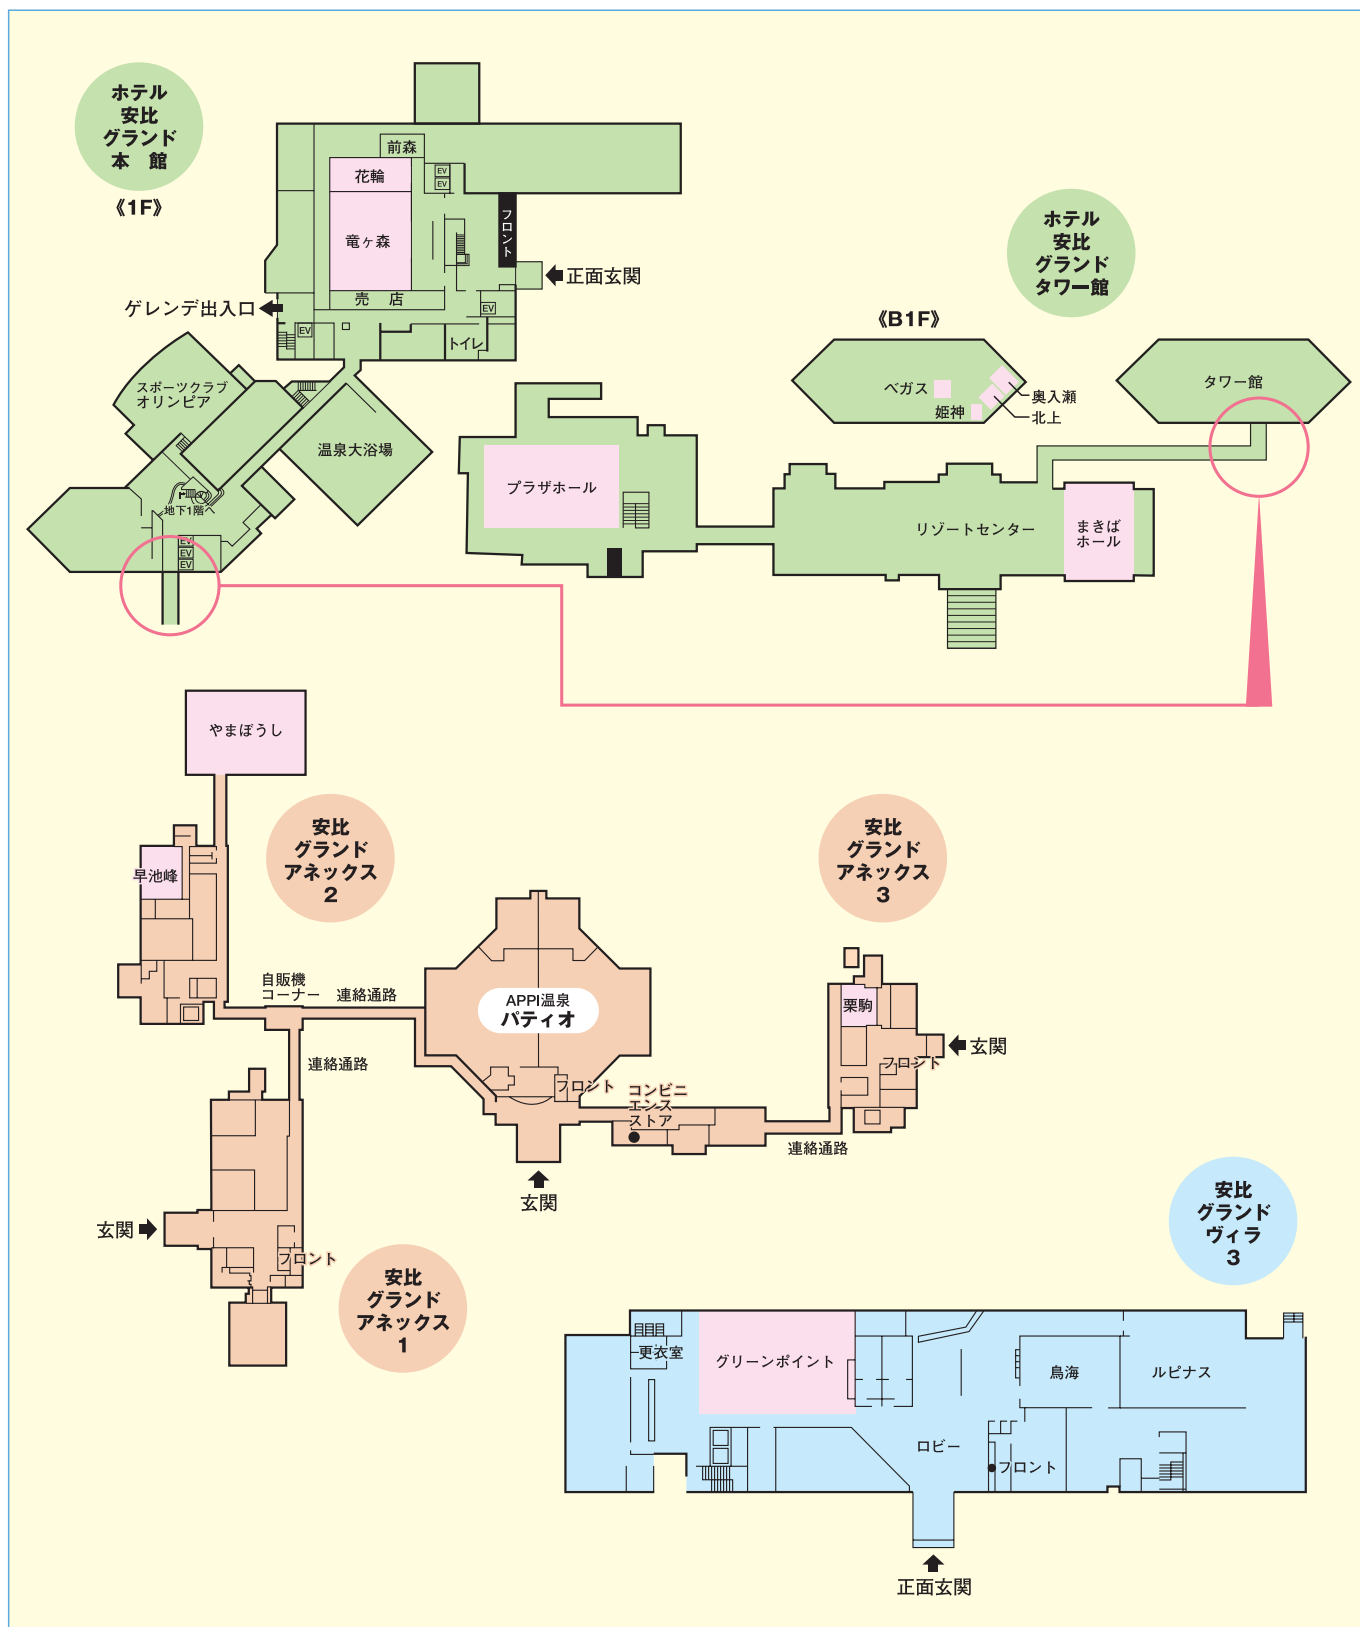 ホテル
安比
グランド
本　館
《1F》
前森
花輪
EV
EV
竜ヶ森
フロント
正面玄関
売　店
ゲレンデ出入口
EV
EV
トイレ
スポーツクラブ
オリンピア
温泉大浴場
地下1階へ
EV
EV
EV
ホテル
安比
グランド
タワー館
《B1F》
ベガス
奥入瀬
姫神
北上
タワー館
プラザホール
リゾートセンター
まきば
ホール
やまぼうし
安比
グランド
アネックス
2
早池峰
自販機
コーナー
連絡通路
連絡通路
APPI温泉
パティオ
フロント
コンビニ
エンス
ストア
玄関
連絡通路
安比
グランド
アネックス
3
栗駒
フロント
玄関
玄関
フロント
安比
グランド
アネックス
1
安比
グランド
ヴィラ
3
更衣室
グリーンポイント
鳥海
ルピナス
ロビー
フロント
正面玄関